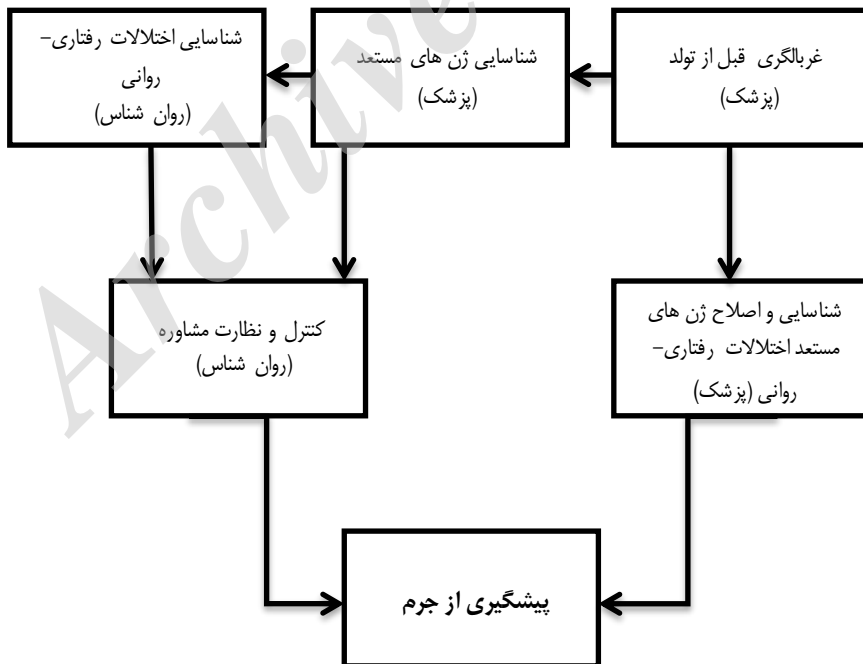 غربالگری قبل از تولد
(پزشک)
شناسایی ژن های مستعد
(پزشک)
شناسایی اختلالات رفتاری–
روانی
(روان شناس)
شناسایی و اصلاح ژن های
مستعد اختلالات رفتاری–
روانی (پزشک)
کنترل و نظارت مشاوره
(روان شناس)
پیشگیری از جرم
Archive